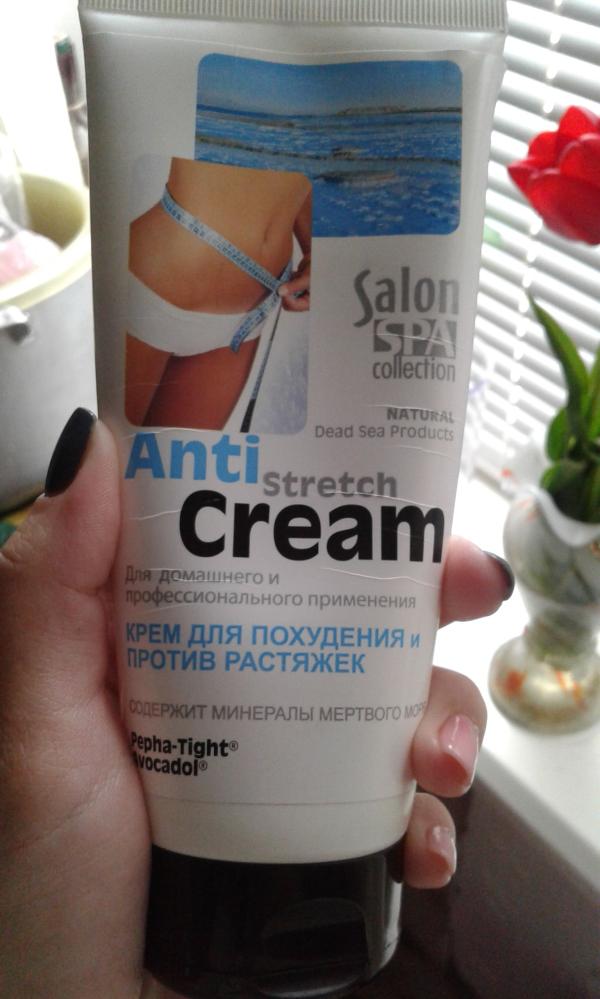 Salon
SPA
collection
NATURAL
Dead Sea Products
Anti
Stretch
Cream
Для домашнего и
профессионального применения
КРЕМ ДЛЯ ПОХУДЕНИЯ и
ПРОТИВ РАСТЯЖЕК
СОДЕРЖИТ МИНЕРАЛЫ МЕРТВОГО МОРЯ
Pepha-Tight®
Avocadol®